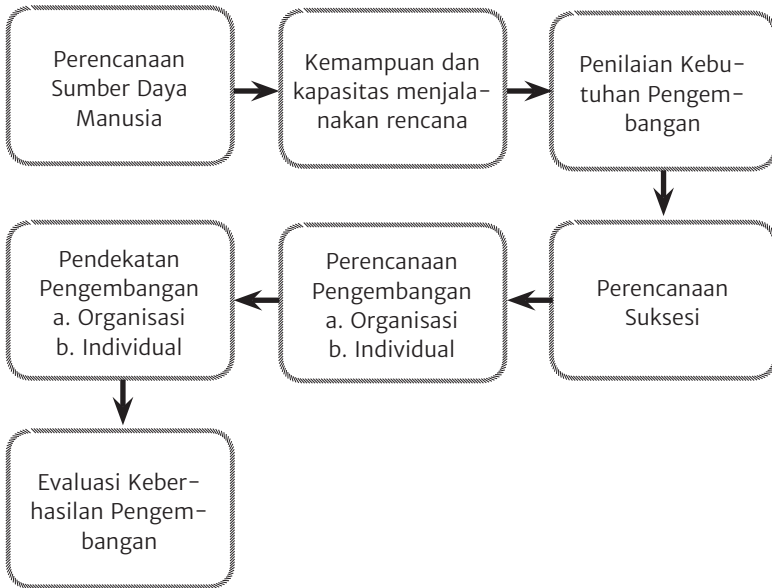 Perencanaan
Sumber Daya
Manusia
Kemampuan dan
kapasitas menjala-
nakan rencana
Penilaian Kebu-
tuhan Pengem-
bangan
Perencanaan
Suksesi
Perencanaan
Pengembangan
a. Organisasi
b. Individual
Pendekatan
Pengembangan
a. Organisasi
b. Individual
Evaluasi Keber-
hasilan Pengem-
bangan